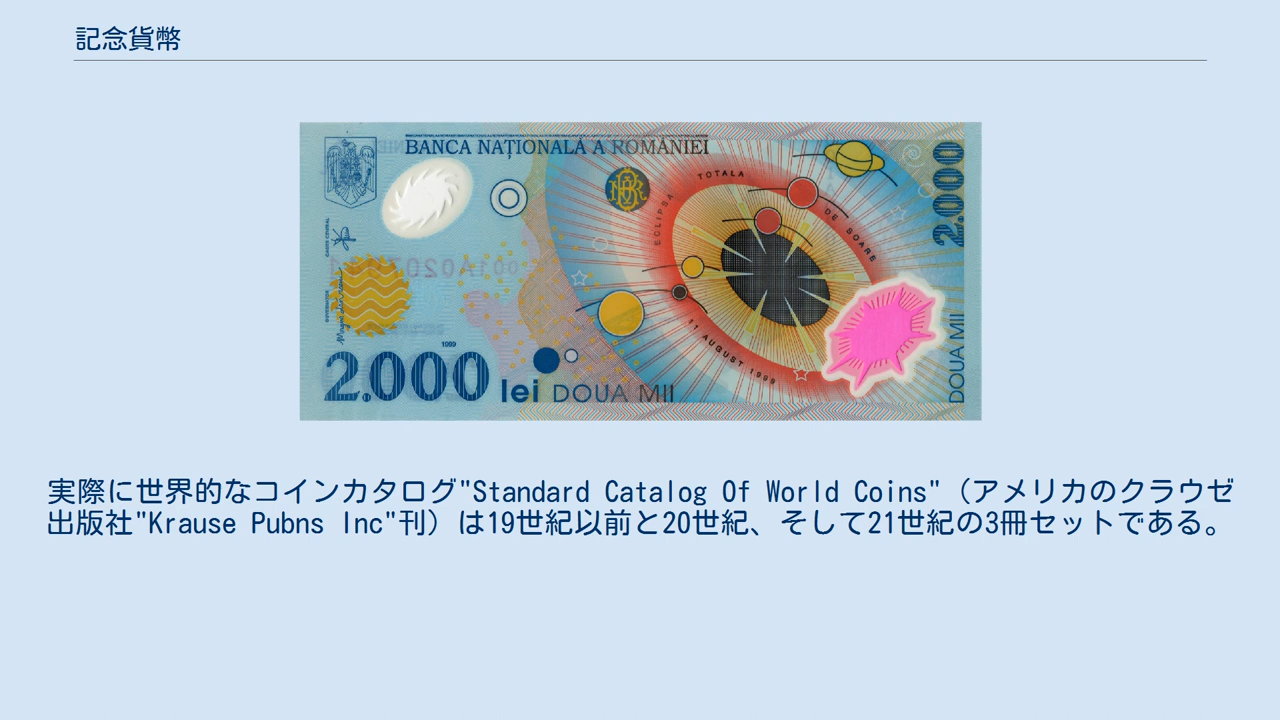 記念貨幣
BANCA NAȚIONALĂ A ROMÂNIEI
ECLIPSA TOTALA DE SOARE
11 AUGUST 1999
2.000
DOUA MII
1999
2.000 lei DOUA MII
実際に世界的なコインカタログ"Standard Catalog Of World Coins"（アメリカのクラウゼ
出版社"Krause Pubns Inc"刊）は19世紀以前と20世紀、そして21世紀の3冊セットである。